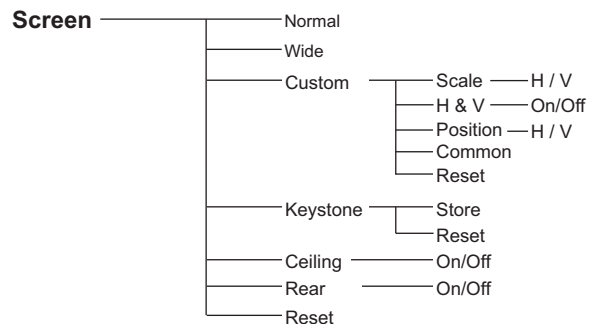 Screen Normal
Wide
Custom Scale H / V
H & V On/Off
Position H / V
Common
Reset
Keystone Store
Reset
Ceiling On/Off
Rear On/Off
Reset